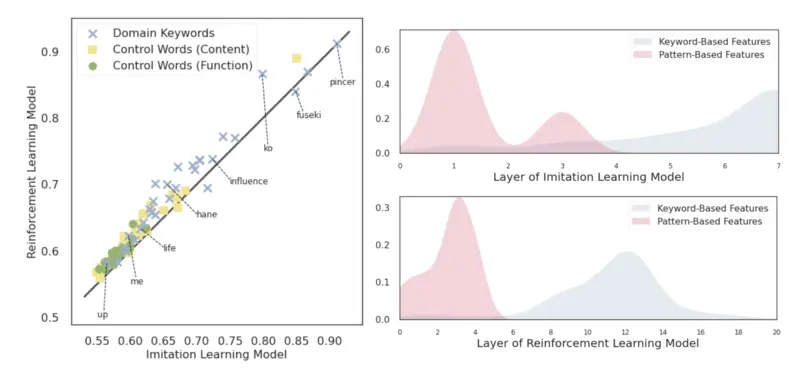 Reinforcement Learning Model
0.9
0.8
0.7
0.6
0.5
Domain Keywords
Control Words (Content)
Control Words (Function)
pincer
fuseki
ko
influence
hane
life
me
up
0.55 0.60 0.65 0.70 0.75 0.80 0.85 0.90
Imitation Learning Model
0.6
0.4
0.2
0.0
Keyword-Based Features
Pattern-Based Features
0 1 2 3 4 5 6 7
Layer of Imitation Learning Model
0.3
0.2
0.1
0.0
Keyword-Based Features
Pattern-Based Features
0 2 4 6 8 10 12 14 16 18 20
Layer of Reinforcement Learning Model